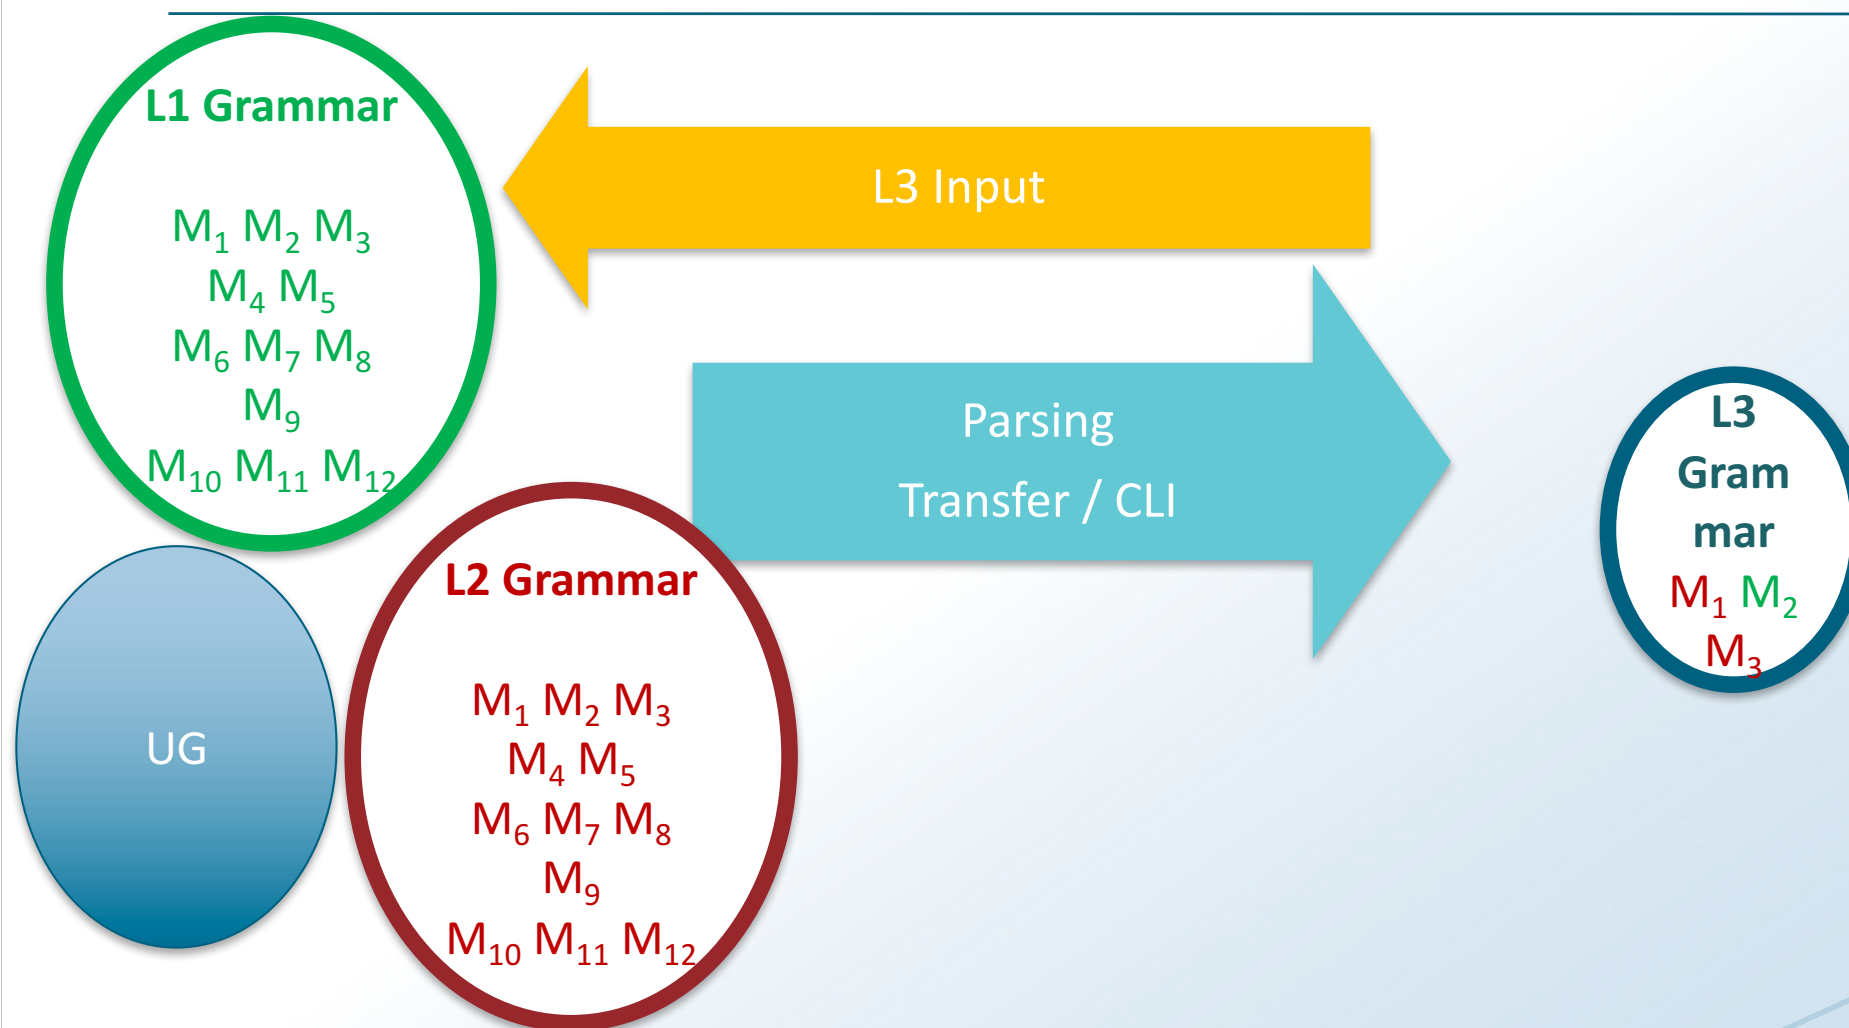 L1 Grammar
M₁ M₂ M₃
M₄ M₅
M₆ M₇ M₈
M₉
M₁₀ M₁₁ M₁₂
L3 Input
Parsing
Transfer / CLI
L3
Gram
mar
M₁ M₂
M₃
UG
L2 Grammar
M₁ M₂ M₃
M₄ M₅
M₆ M₇ M₈
M₉
M₁₀ M₁₁ M₁₂